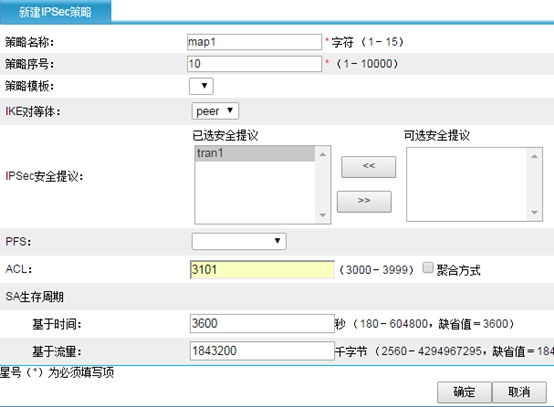 新建IPSec策略
策略名称： map1 *字符（1－15）
策略序号： 10 *（1－10000）
策略模板：
IKE对等体： peer
已选安全提议 可选安全提议
tran1
<<
IPSec安全提议：
>>
PFS：
ACL： 3101 （3000－3999） 聚合方式
SA生存周期
基于时间： 3600 秒（180－604800，缺省值＝3600）
基于流量： 1843200 千字节（2560－4294967295，缺省值＝184
星号（*）为必须填写项
确定 取消